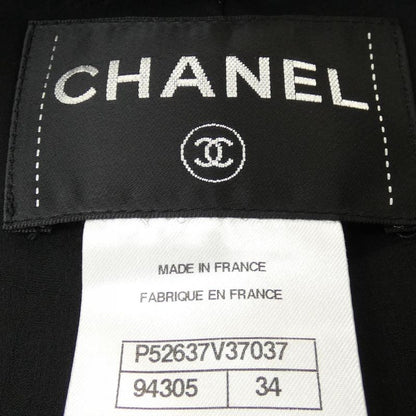 CHANEL
MADE IN FRANCE
FABRIQUE EN FRANCE
P52637V37037
94305 34